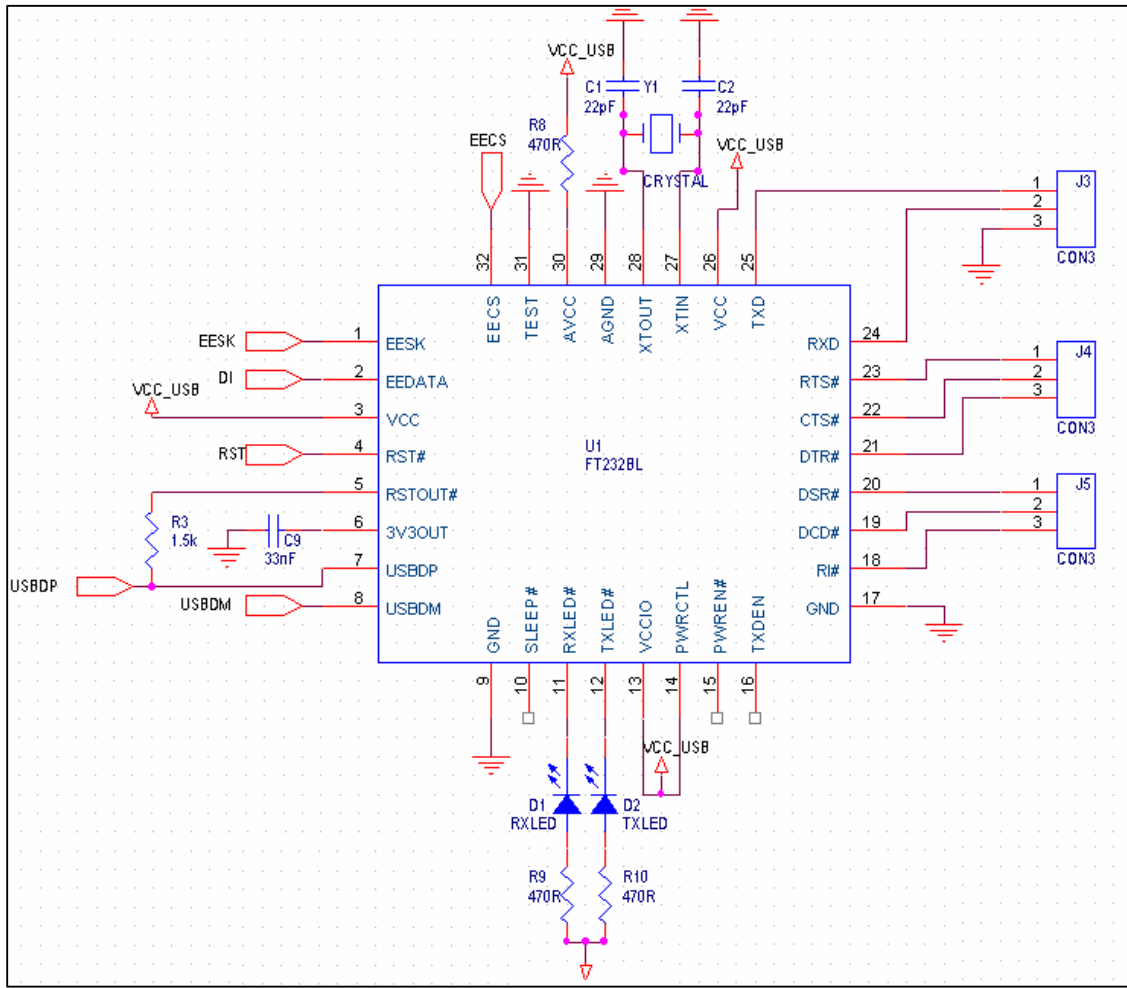 VCC_USB
C1
22pF
Y1
C2
22pF
R8
470R
EECS
VCC_USB
CRYSTAL
1
2
3
J3
CON3
32
31
30
29
28
27
26
25
EECS
TEST
AVCC
AGND
XTOUT
XTIN
VCC
TXD
EESK
1
EESK
DI
2
EEDATA
VCC_USB
3
VCC
RST
4
RST#
5
RSTOUT#
R3
1.5k
6
3V3OUT
C9
33nF
USBDP
7
USBDP
USBDM
8
USBDM
U1
FT232BL
RXD
24
RTS#
23
CTS#
22
DTR#
21
DSR#
20
DCD#
19
RI#
18
GND
17
1
2
3
J4
CON3
1
2
3
J5
CON3
GND
SLEEP#
RXLED#
TXLED#
VCCIO
PWRCTL
PWREN#
TXDEN
9
10
11
12
13
14
15
16
VCC_USB
D1
RXLED
D2
TXLED
R9
470R
R10
470R